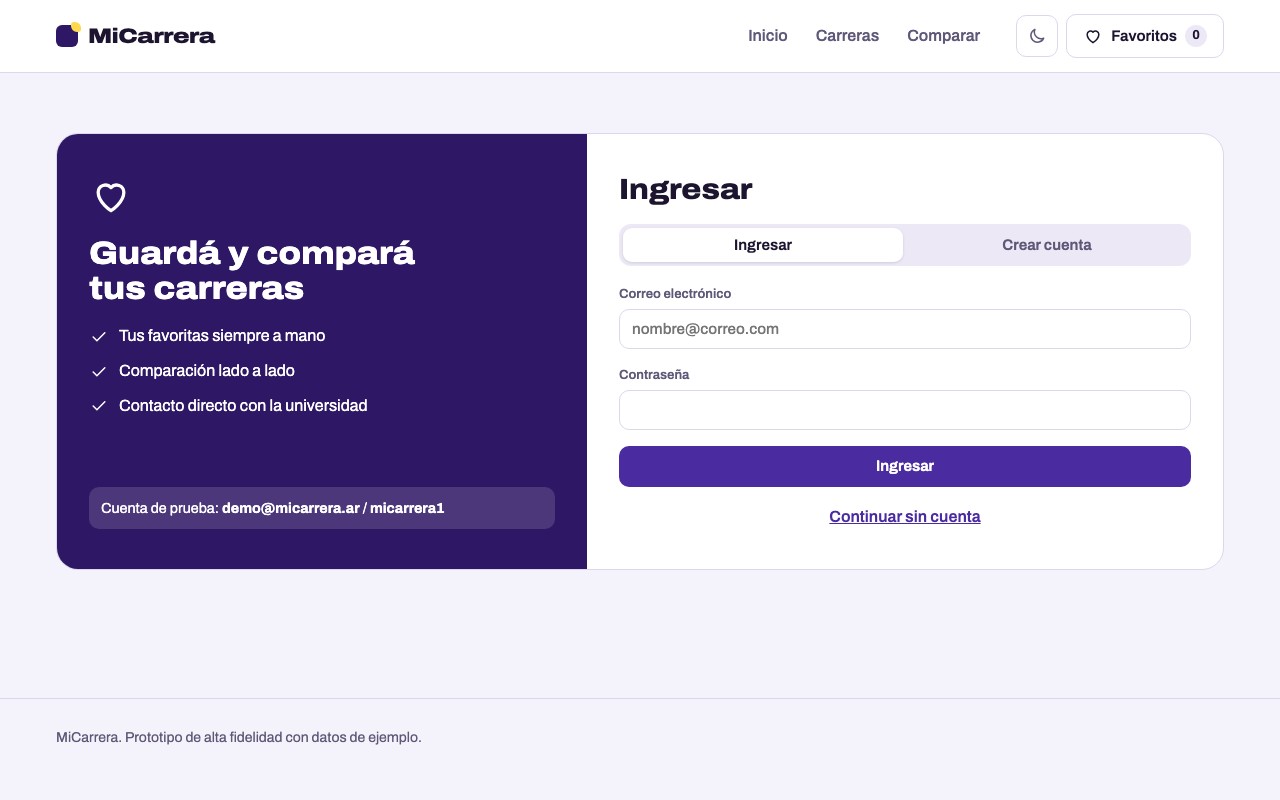 MiCarrera
Inicio
Carreras
Comparar
Favoritos 0
Guardá y compará
tus carreras
Tus favoritas siempre a mano
Comparación lado a lado
Contacto directo con la universidad
Cuenta de prueba: demo@micarrera.ar / micarrera1
Ingresar
Ingresar
Crear cuenta
Correo electrónico
nombre@correo.com
Contraseña
Ingresar
Continuar sin cuenta
MiCarrera. Prototipo de alta fidelidad con datos de ejemplo.